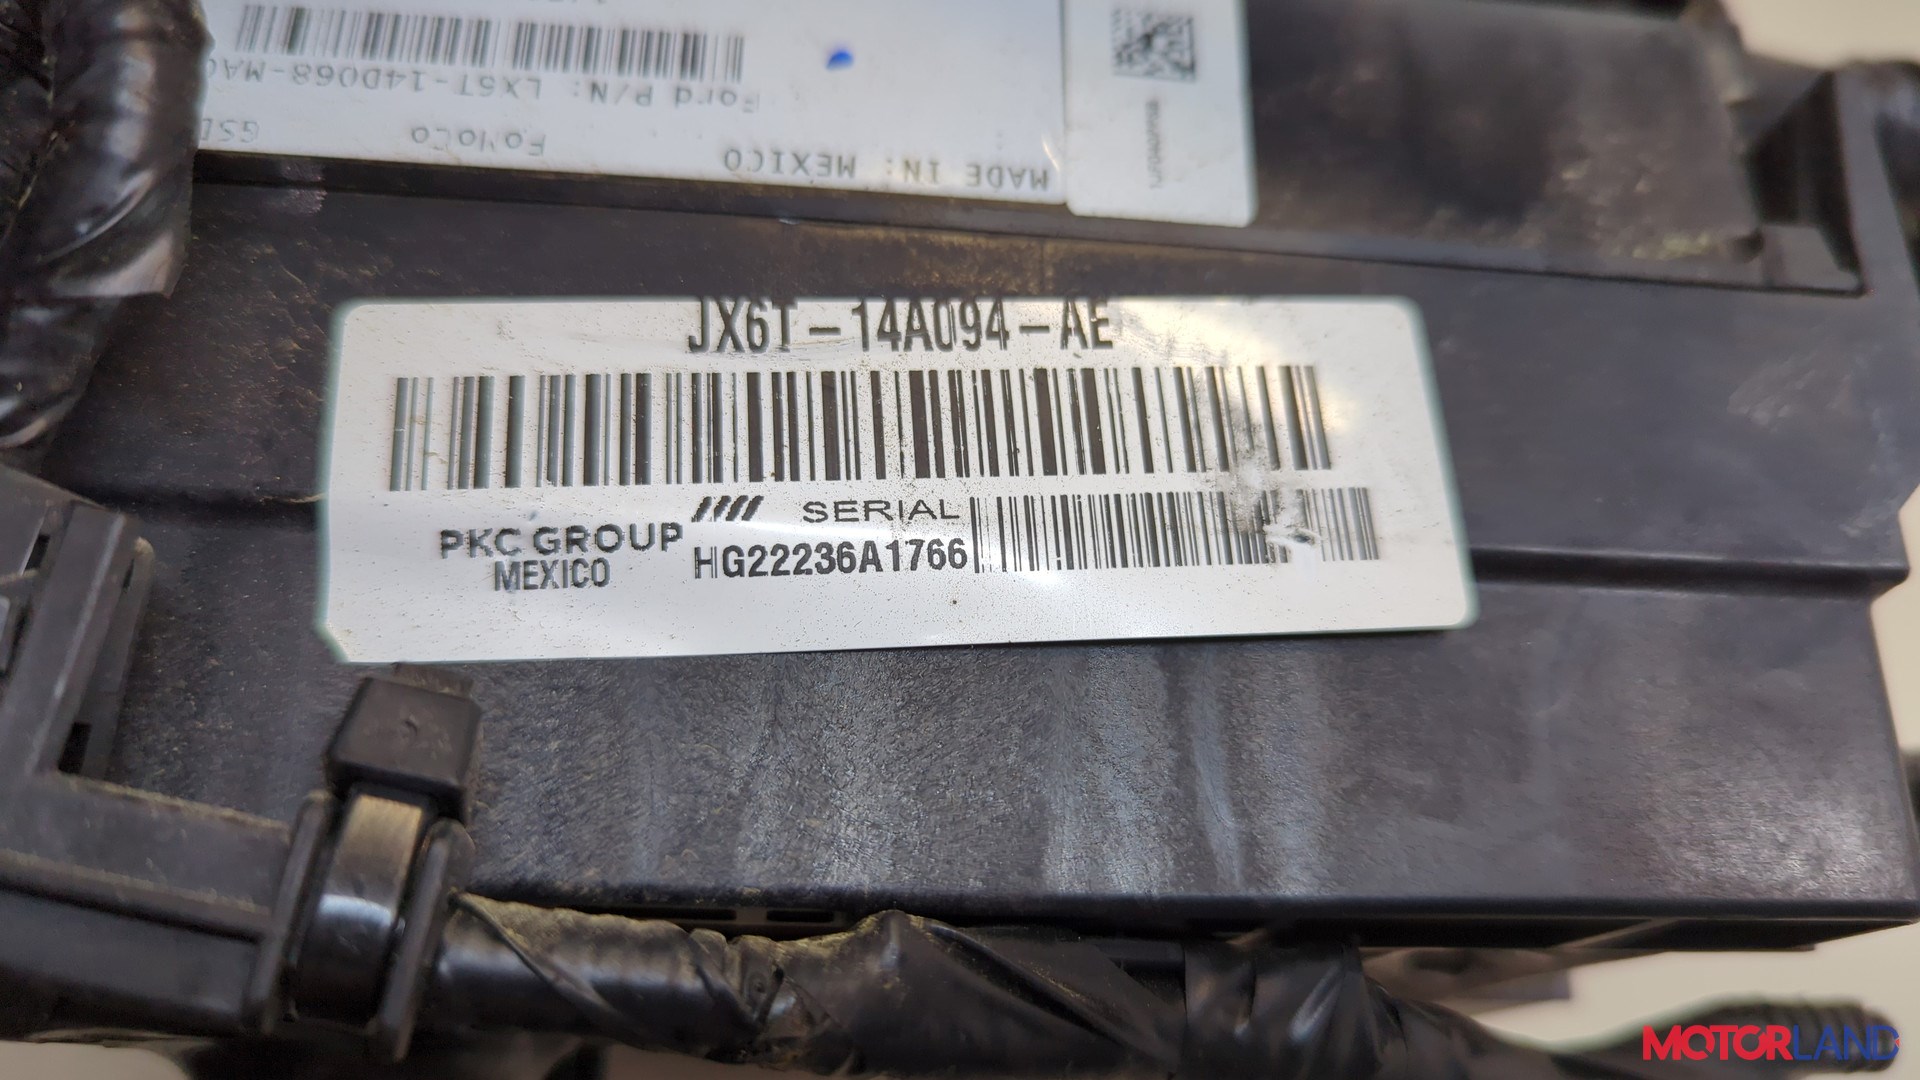 Ford P/N: LX6T-14D068-MA
FoMoCo
MADE IN: MEXICO
JX6T-14A094-AE
SERIAL
PKC GROUP
MEXICO
HG22236A1766
MOTORLAND